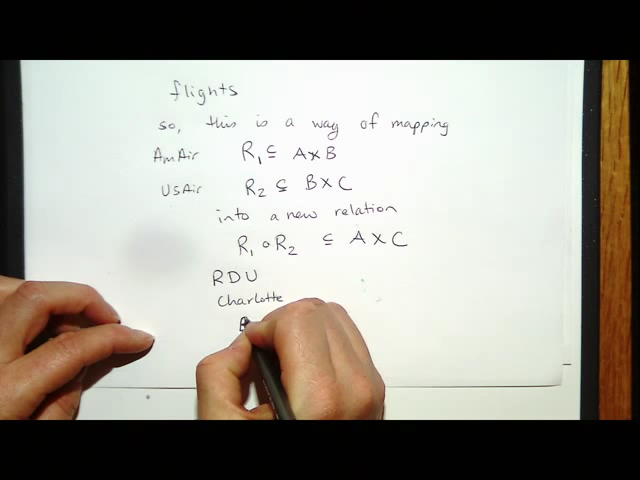 flights
so, this is a way of mapping
AmAir R₁ ⊆ A×B
USAir R₂ ⊆ B×C
into a new relation
R₁ ∘ R₂ ⊆ A × C
RDU
Charlotte